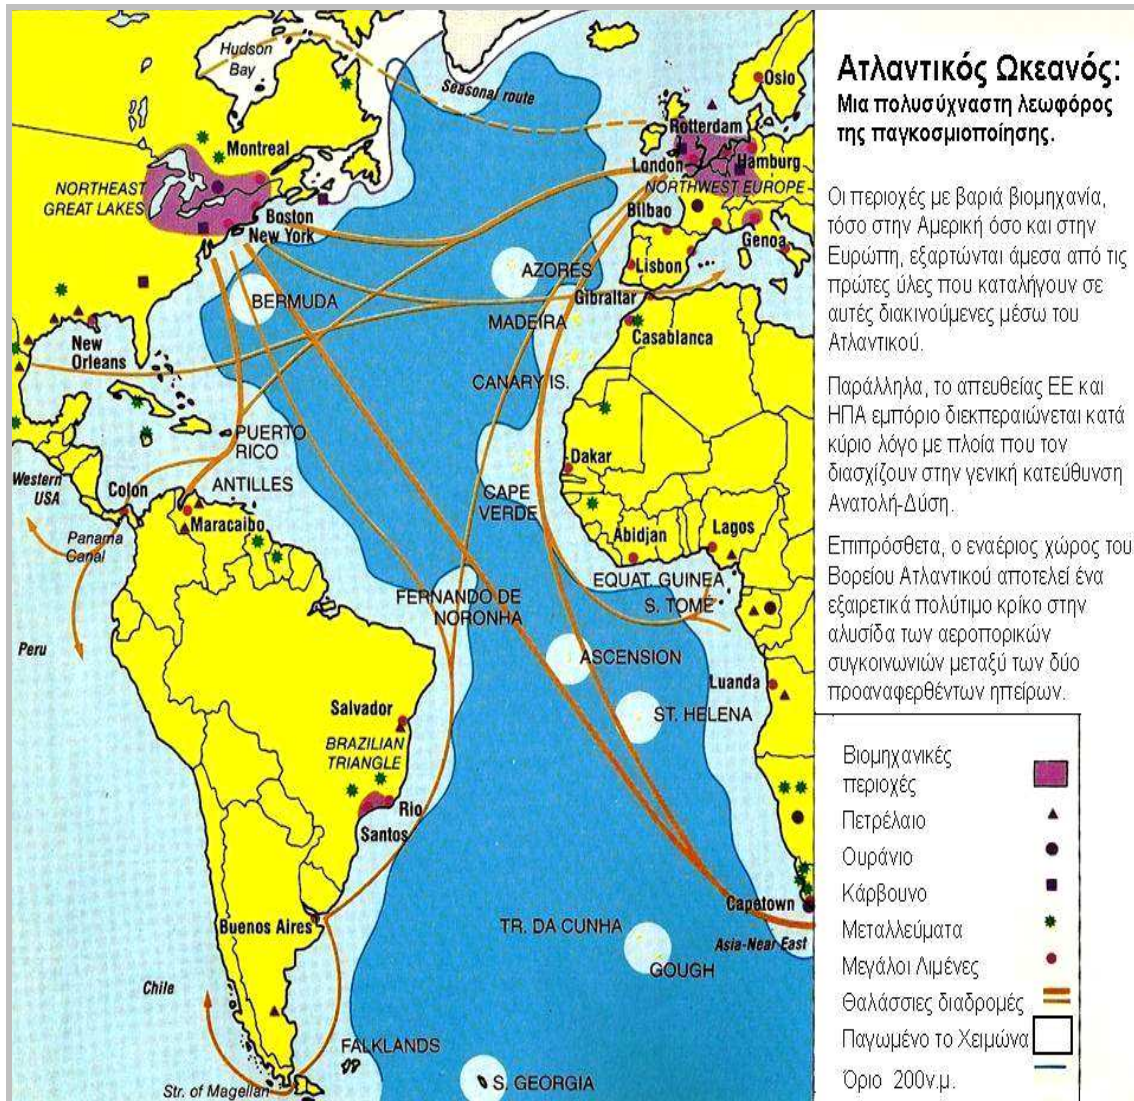 Hudson
Bay
Seasonal route
Oslo
Rotterdam
Montreal
London
Hamburg
NORTHEAST
GREAT LAKES
NORTHWEST EUROPE
Boston
New York
Bilbao
Genoa
Lisbon
AZORES
BERMUDA
Gibraltar
MADEIRA
Casablanca
New
Orleans
CANARY IS.
PUERTO
RICO
Dakar
Western
USA
Colon
ANTILLES
CAPE
VERDE
Maracaibo
Abidjan
Lagos
Panama
Canal
EQUAT. GUINEA
S. TOME
FERNANDO DE
NORONHA
Peru
ASCENSION
Luanda
Salvador
ST. HELENA
BRAZILIAN
TRIANGLE
Rio
Santos
Capetown
Buenos Aires
TR. DA CUNHA
Asia-Near East
GOUGH
Chile
FALKLANDS
S. GEORGIA
Str. of Magellan
Ατλαντικός Ωκεανός:
Μια πολυσύχναστη λεωφόρος
της παγκοσμιοποίησης.
Οι περιοχές με βαριά βιομηχανία,
τόσο στην Αμερική όσο και στην
Ευρώπη, εξαρτώνται άμεσα από τις
πρώτες ύλες που καταλήγουν σε
αυτές διακινούμενες μέσω του
Ατλαντικού.
Παράλληλα, το απευθείας ΕΕ και
ΗΠΑ εμπόριο διεκπεραιώνεται κατά
κύριο λόγο με πλοία που τον
διασχίζουν στην γενική κατεύθυνση
Ανατολή-Δύση.
Επιπρόσθετα, ο εναέριος χώρος του
Βορείου Ατλαντικού αποτελεί ένα
εξαιρετικά πολύτιμο κρίκο στην
αλυσίδα των αεροπορικών
συγκοινωνιών μεταξύ των δύο
προαναφερθέντων ηπείρων.
Βιομηχανικές
περιοχές
Πετρέλαιο
Ουράνιο
Κάρβουνο
Μεταλλεύματα
Μεγάλοι Λιμένες
Θαλάσσιες διαδρομές
Παγωμένο το Χειμώνα
Όριο 200ν.μ.